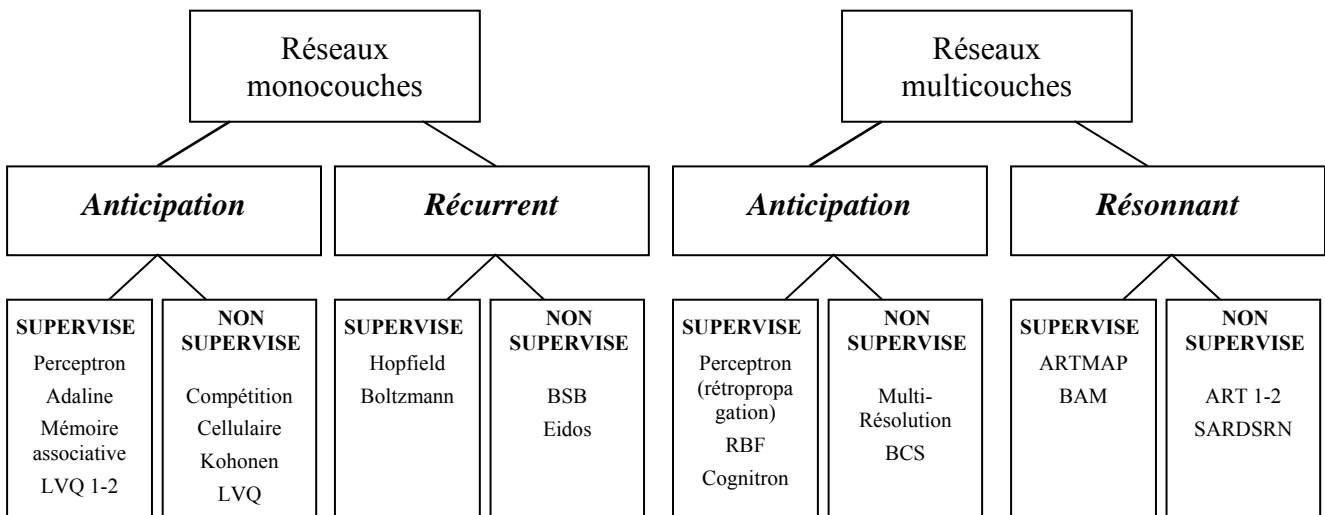 Réseaux
monocouches
Réseaux
multicouches
Anticipation
Récurrent
Anticipation
Résonnant
SUPERVISE
Perceptron
Adaline
Mémoire
associative
LVQ 1-2
NON
SUPERVISE
Compétition
Cellulaire
Kohonen
LVQ
SUPERVISE
Hopfield
Boltzmann
NON
SUPERVISE
BSB
Eidos
SUPERVISE
Perceptron
(rétropropa
gation)
RBF
Cognitron
NON
SUPERVISE
Multi-
Résolution
BCS
SUPERVISE
ARTMAP
BAM
NON
SUPERVISE
ART 1-2
SARDSRN